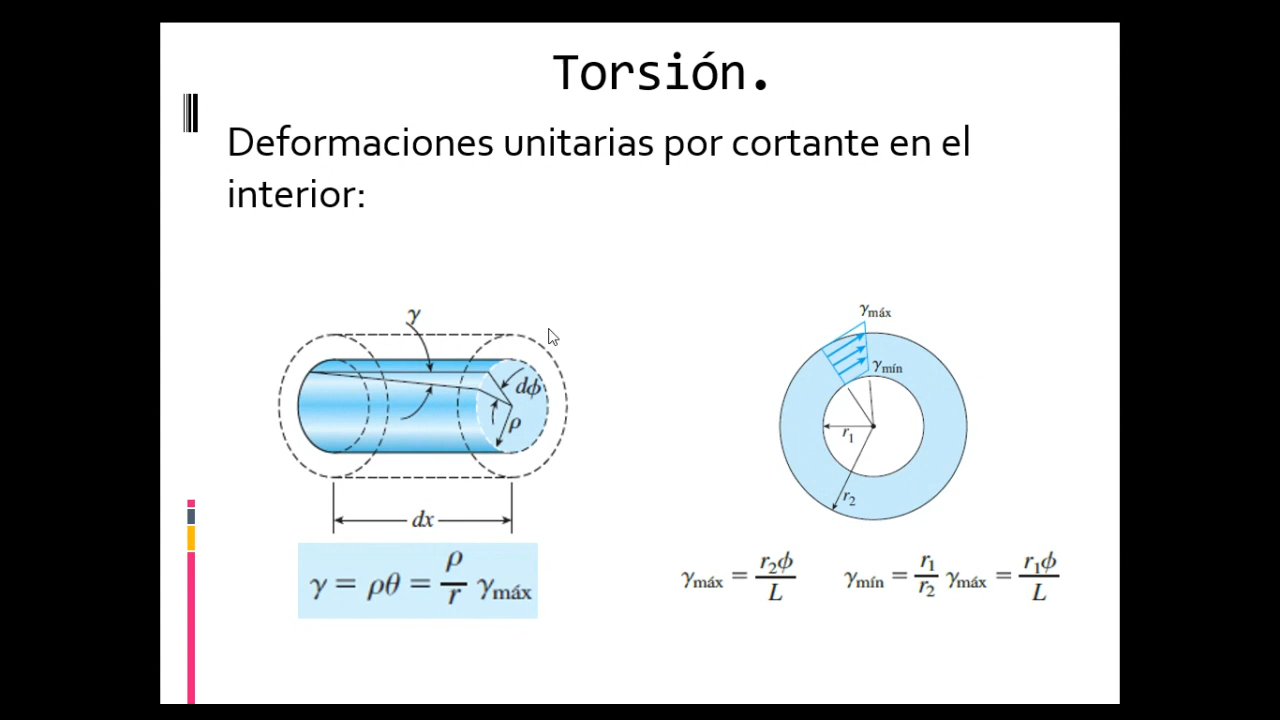 Torsión.
Deformaciones unitarias por cortante en el
interior:
γ
dϕ
ρ
dx
γ = ρθ = ρ/r γmáx
γmáx
γmín
r₁
r₂
γmáx = r₂ϕ/L
γmín = r₁/r₂ γmáx = r₁ϕ/L